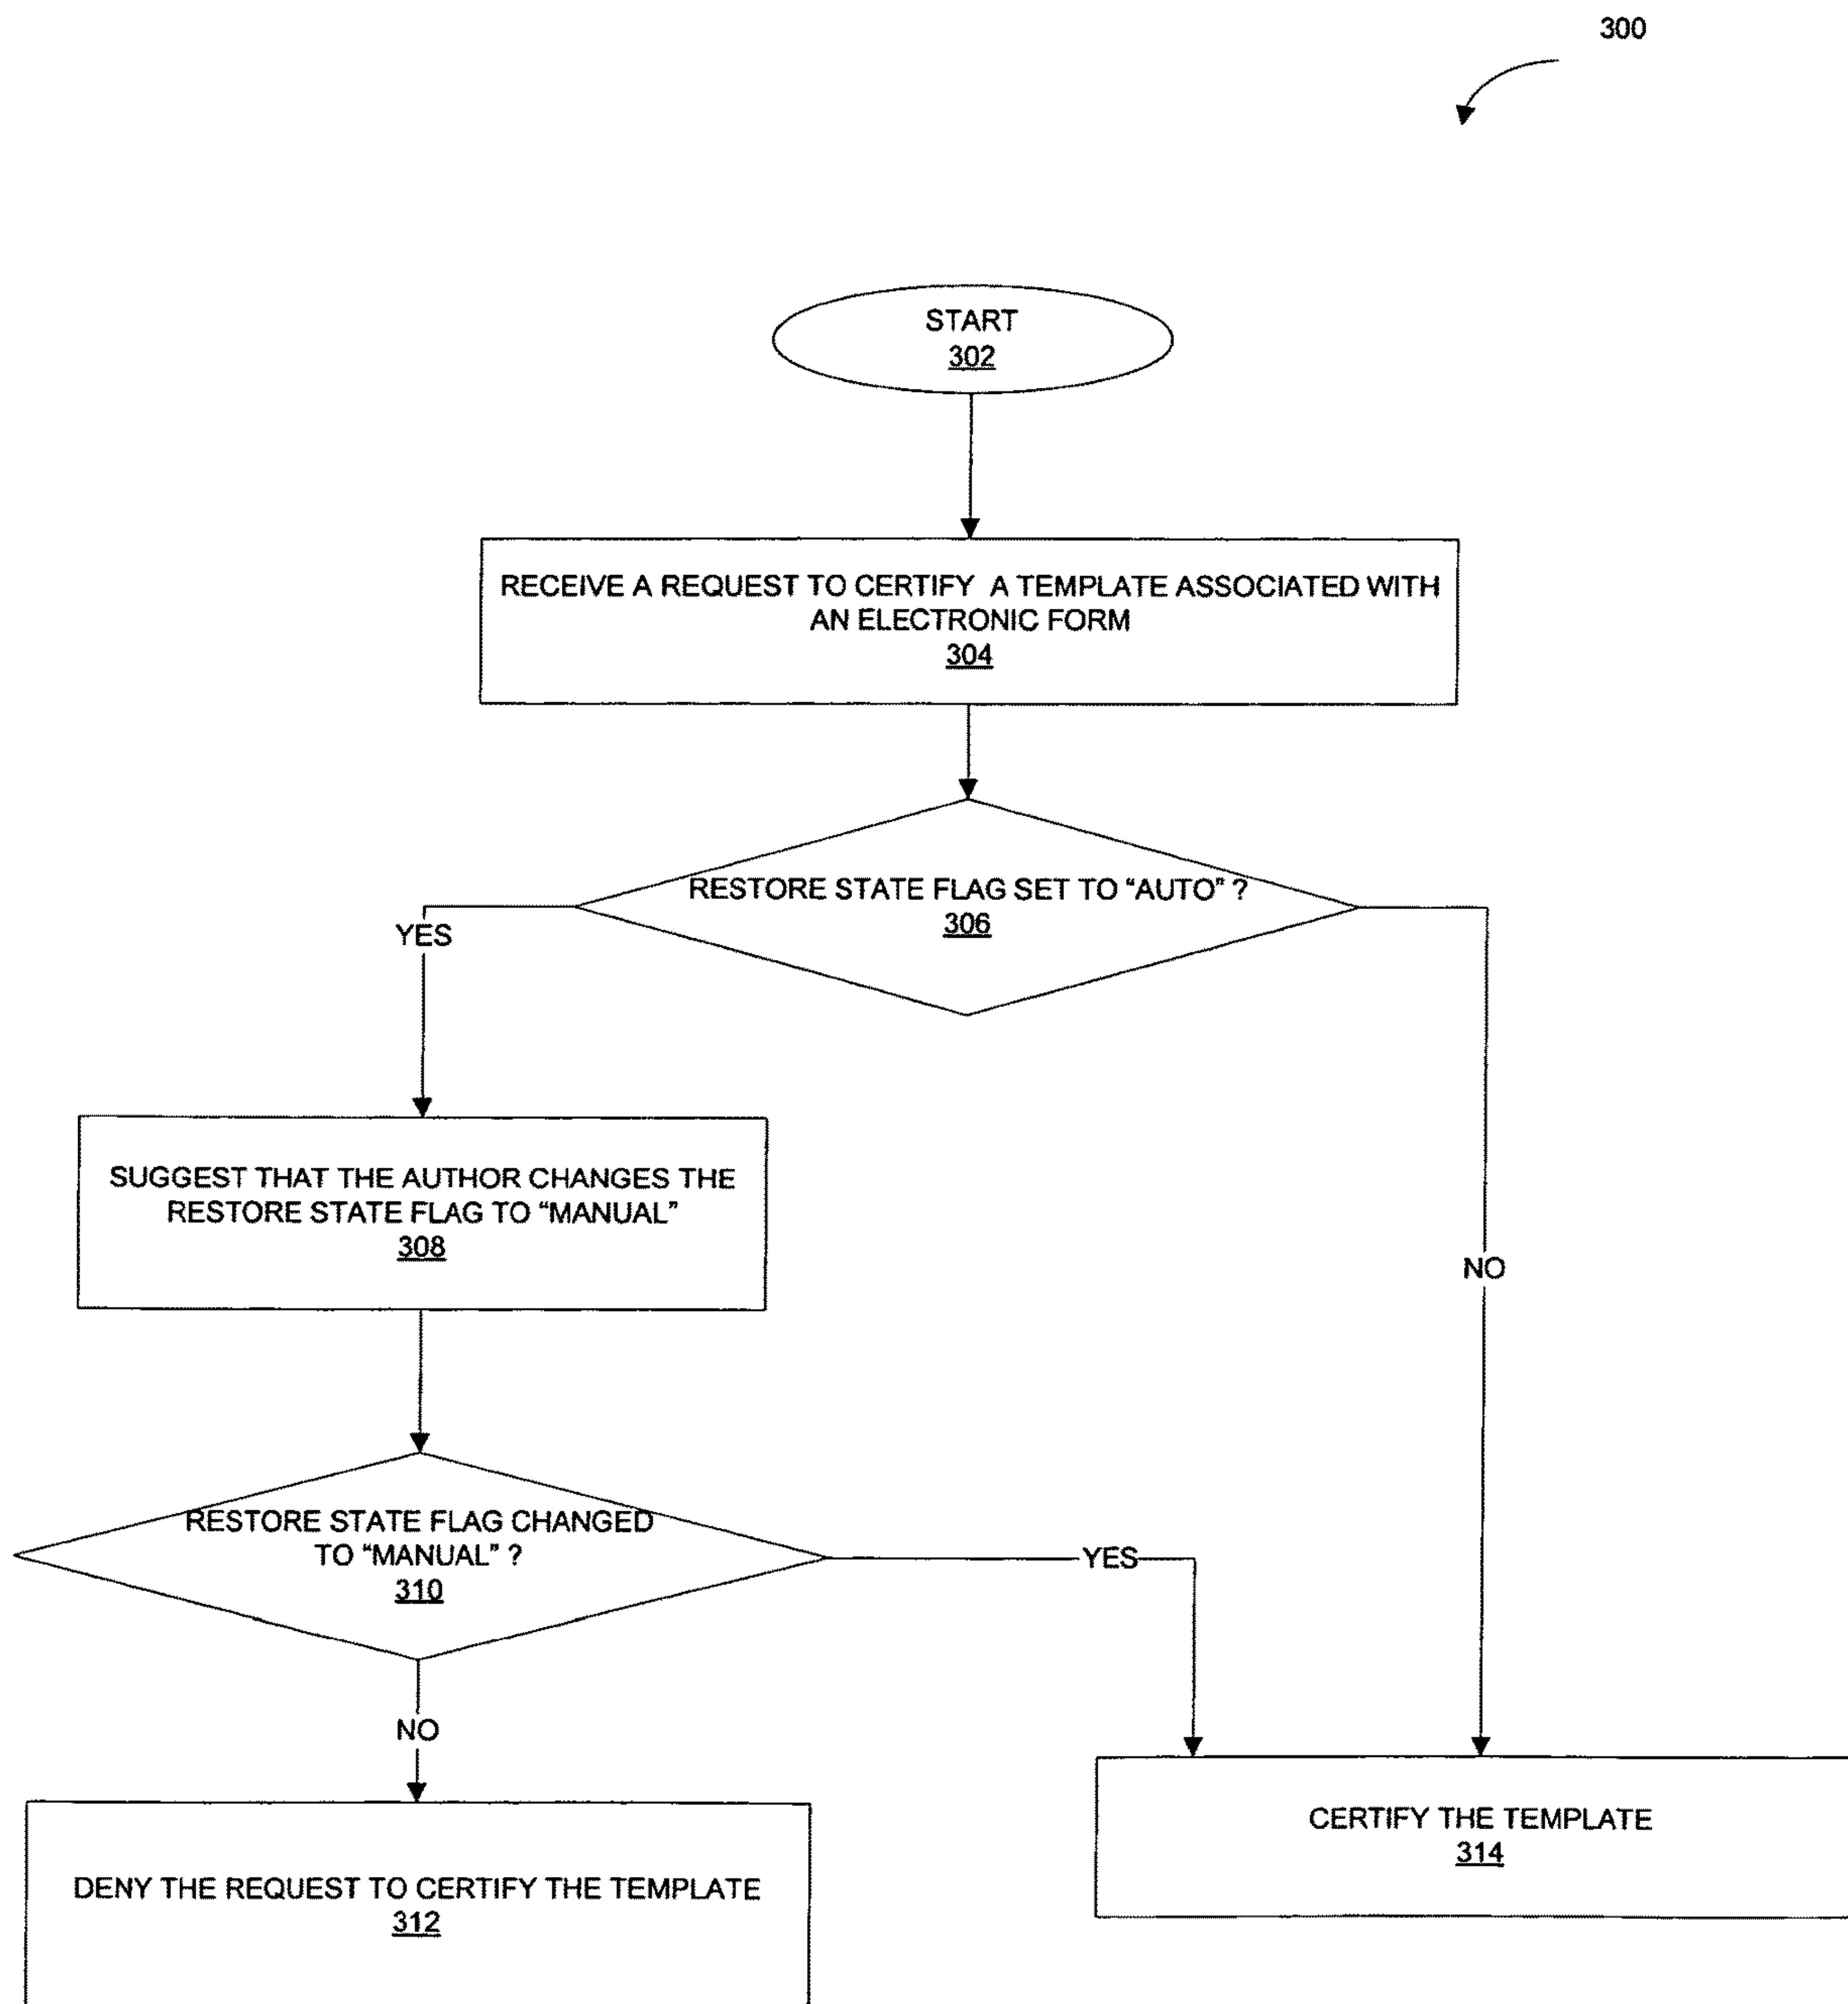 300
START
302
RECEIVE A REQUEST TO CERTIFY A TEMPLATE ASSOCIATED WITH
AN ELECTRONIC FORM
304
RESTORE STATE FLAG SET TO “AUTO” ?
306
YES
NO
SUGGEST THAT THE AUTHOR CHANGES THE
RESTORE STATE FLAG TO “MANUAL”
308
RESTORE STATE FLAG CHANGED
TO “MANUAL” ?
310
YES
NO
CERTIFY THE TEMPLATE
314
DENY THE REQUEST TO CERTIFY THE TEMPLATE
312